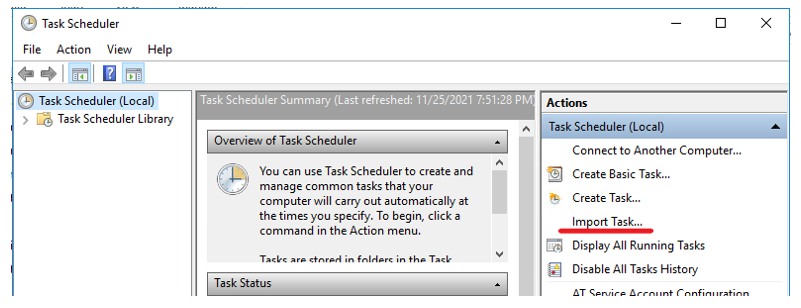 Task Scheduler
File Action View Help
Task Scheduler (Local)
Task Scheduler Library
Task Scheduler Summary (Last refreshed: 11/25/2021 7:51:28 PM)
Overview of Task Scheduler
You can use Task Scheduler to create and
manage common tasks that your
computer will carry out automatically at
the times you specify. To begin, click a
command in the Action menu.
Tasks are stored in folders in the Task
Task Status
Actions
Task Scheduler (Local)
Connect to Another Computer...
Create Basic Task...
Create Task...
Import Task...
Display All Running Tasks
Disable All Tasks History
AT Service Account Configuration